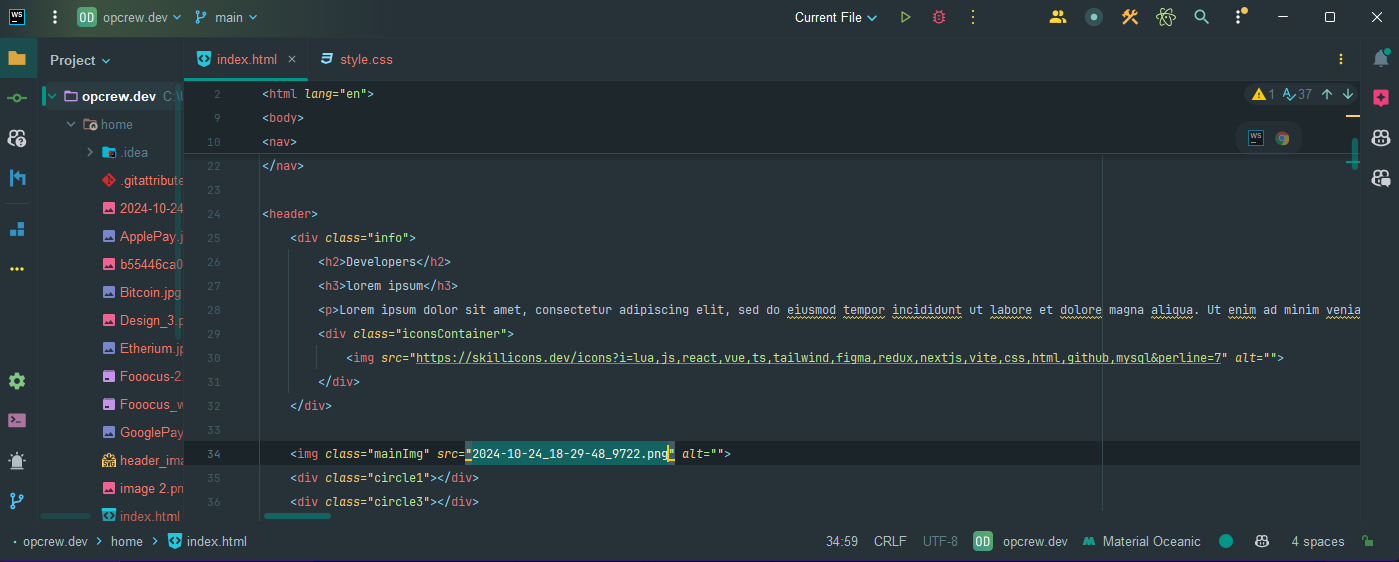 WS OD opcrew.dev main Current File
Project index.html style.css
opcrew.dev C:\
home
.idea
.gitattribute
2024-10-24
ApplePay.j
b55446ca0
Bitcoin.jpg
Design_3.p
Etherium.jp
Fooocus-2.
Fooocus_w
GooglePay
header_ima
image 2.pn
index.html
1 37
WS
2 <html lang="en">
9 <body>
10 <nav>
22 </nav>
23
24 <header>
25 <div class="info">
26 <h2>Developers</h2>
27 <h3>lorem ipsum</h3>
28 <p>Lorem ipsum dolor sit amet, consectetur adipiscing elit, sed do eiusmod tempor incididunt ut labore et dolore magna aliqua. Ut enim ad minim venia
29 <div class="iconsContainer">
30 <img src="https://skillicons.dev/icons?i=lua,js,react,vue,ts,tailwind,figma,redux,nextjs,vite,css,html,github,mysql&perline=7" alt="">
31 </div>
32 </div>
33
34 <img class="mainImg" src="2024-10-24_18-29-48_9722.png" alt="">
35 <div class="circle1"></div>
36 <div class="circle3"></div>
opcrew.dev home index.html 34:59 CRLF UTF-8 OD opcrew.dev Material Oceanic 4 spaces